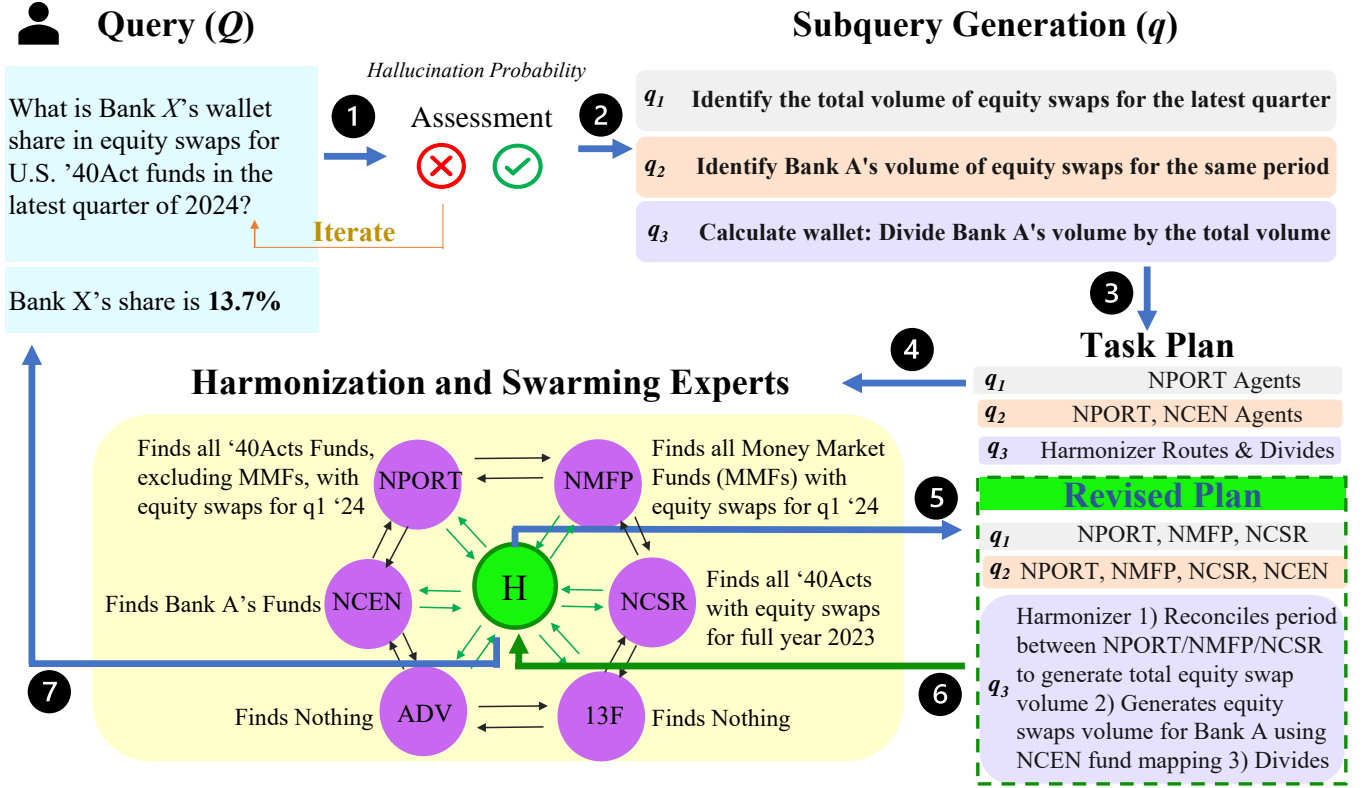 Query (Q)
What is Bank X's wallet
share in equity swaps for
U.S. '40Act funds in the
latest quarter of 2024?
Bank X's share is 13.7%
1
Hallucination Probability
Assessment
Iterate
2
Subquery Generation (q)
q1 Identify the total volume of equity swaps for the latest quarter
q2 Identify Bank A's volume of equity swaps for the same period
q3 Calculate wallet: Divide Bank A's volume by the total volume
3
Task Plan
q1 NPORT Agents
q2 NPORT, NCEN Agents
q3 Harmonizer Routes & Divides
4
Harmonization and Swarming Experts
Finds all ‘40Acts Funds,
excluding MMFs, with
equity swaps for q1 ‘24
NPORT
NMFP
Finds all Money Market
Funds (MMFs) with
equity swaps for q1 ‘24
Finds Bank A's Funds
NCEN
H
NCSR
Finds all ‘40Acts
with equity swaps
for full year 2023
Finds Nothing
ADV
13F
Finds Nothing
5
Revised Plan
q1 NPORT, NMFP, NCSR
q2 NPORT, NMFP, NCSR, NCEN
q3
Harmonizer 1) Reconciles period
between NPORT/NMFP/NCSR
to generate total equity swap
volume 2) Generates equity
swaps volume for Bank A using
NCEN fund mapping 3) Divides
6
7